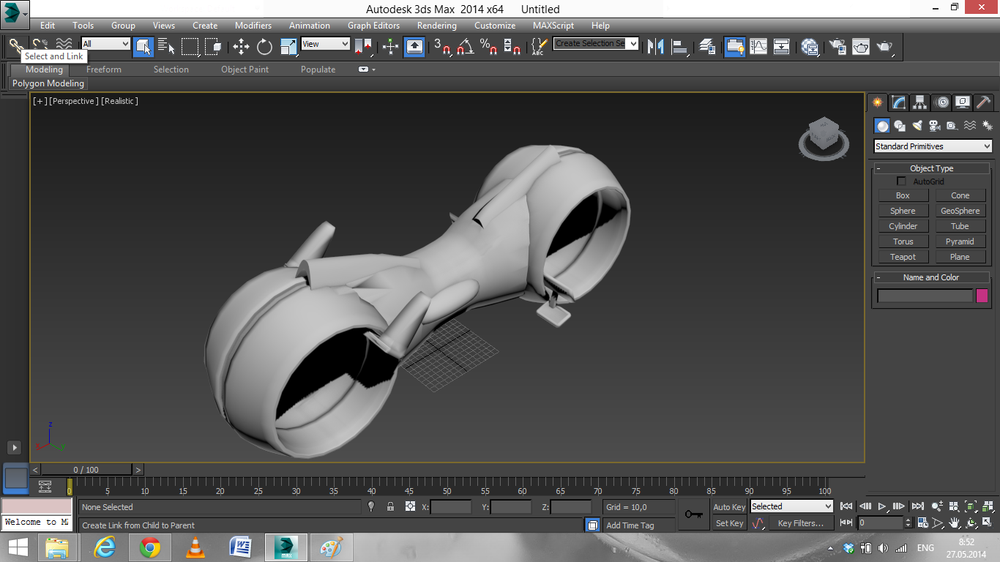 Autodesk 3ds Max 2014 x64 Untitled
Edit Tools Group Views Create Modifiers Animation Graph Editors Rendering Customize MAXScript Help
All
View
3
%
ABC
Create Selection Se
Select and Link
Modeling Freeform Selection Object Paint Populate
Polygon Modeling
[+] [Perspective] [Realistic]
Standard Primitives
- Object Type
AutoGrid
Box Cone
Sphere GeoSphere
Cylinder Tube
Torus Pyramid
Teapot Plane
- Name and Color
z
x y
< 0 / 100 >
0 5 10 15 20 25 30 35 40 45 50 55 60 65 70 75 80 85 90 95 100
None Selected X: Y: Z: Grid = 10,0 Auto Key Selected
Welcome to MA
Create Link from Child to Parent Add Time Tag Set Key Key Filters... 0
MAX
ENG
8:52
27.05.2014